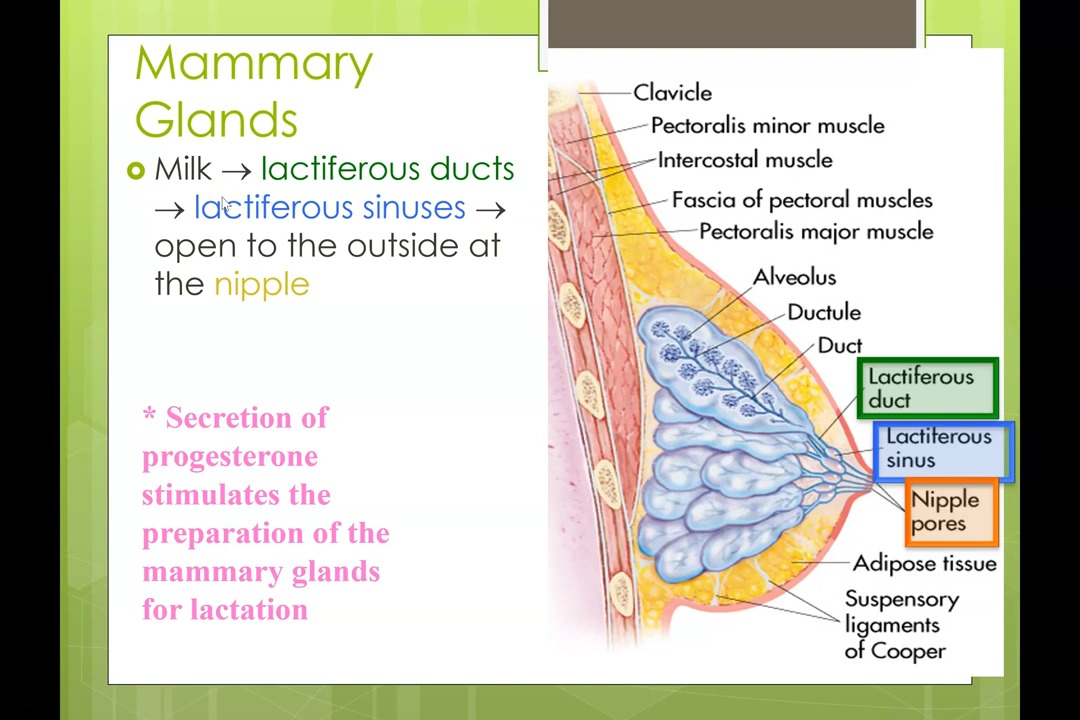 Mammary
Glands
Milk → lactiferous ducts
→ lactiferous sinuses →
open to the outside at
the nipple
* Secretion of
progesterone
stimulates the
preparation of the
mammary glands
for lactation
Clavicle
Pectoralis minor muscle
Intercostal muscle
Fascia of pectoral muscles
Pectoralis major muscle
Alveolus
Ductule
Duct
Lactiferous
duct
Lactiferous
sinus
Nipple
pores
Adipose tissue
Suspensory
ligaments
of Cooper